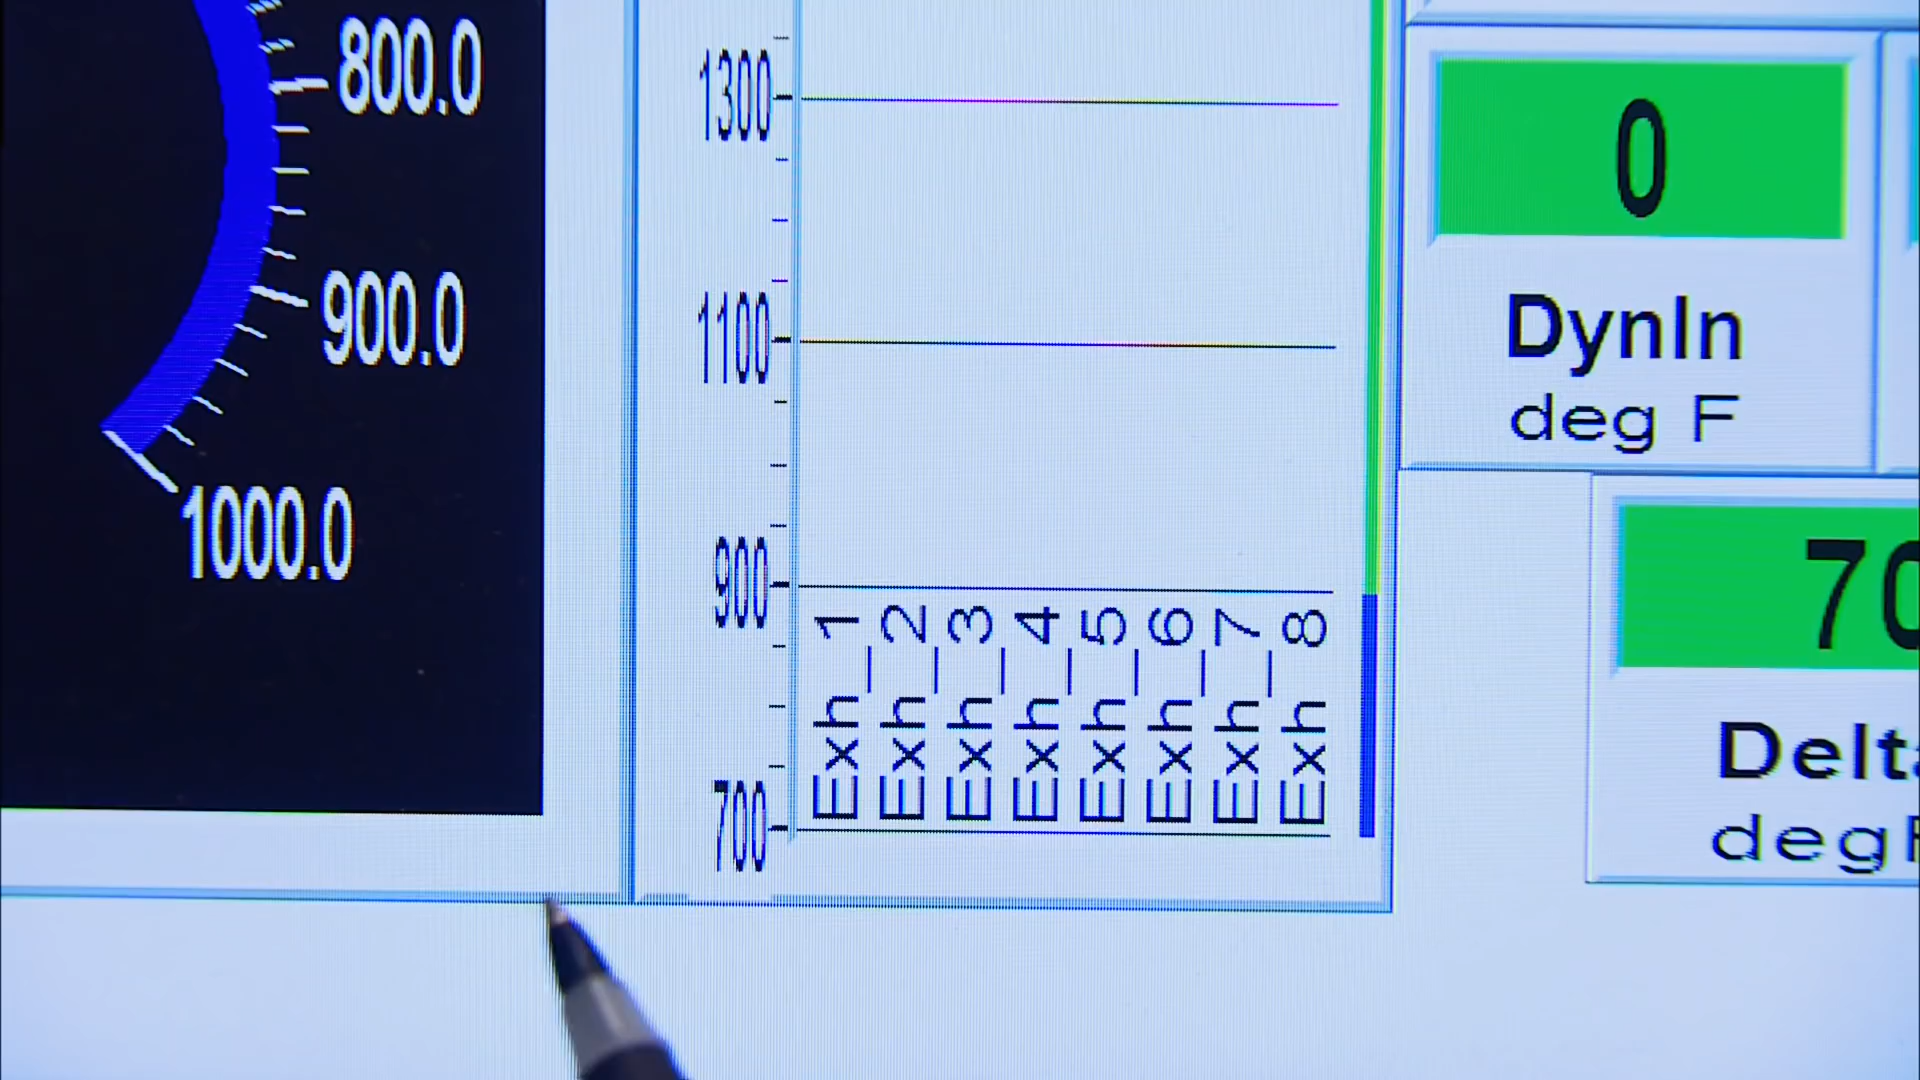 800.0
900.0
1000.0
1300
1100
900
700
Exh_1
Exh_2
Exh_3
Exh_4
Exh_5
Exh_6
Exh_7
Exh_8
0
DynIn
deg F
70
Delta
deg